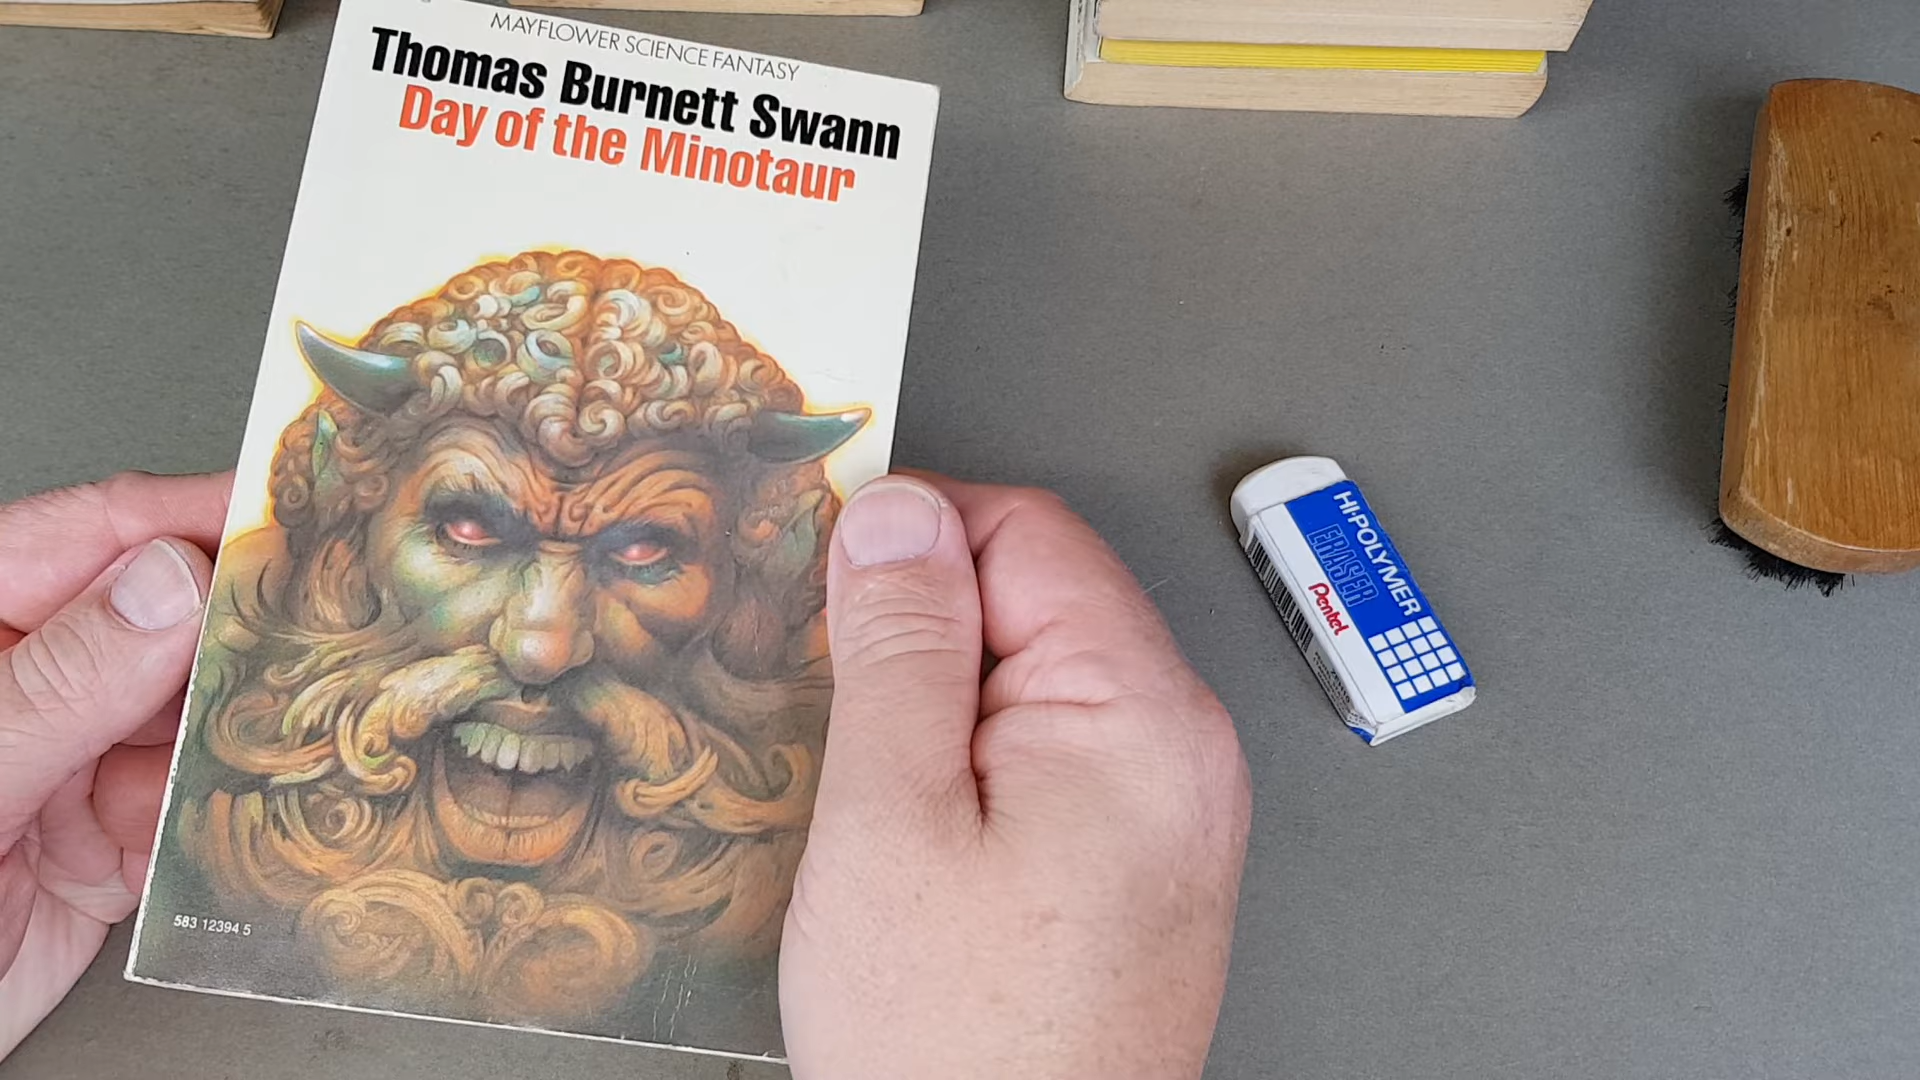 MAYFLOWER SCIENCE FANTASY
Thomas Burnett Swann
Day of the Minotaur
583 12394 5
HI-POLYMER
ERASER
Pentel